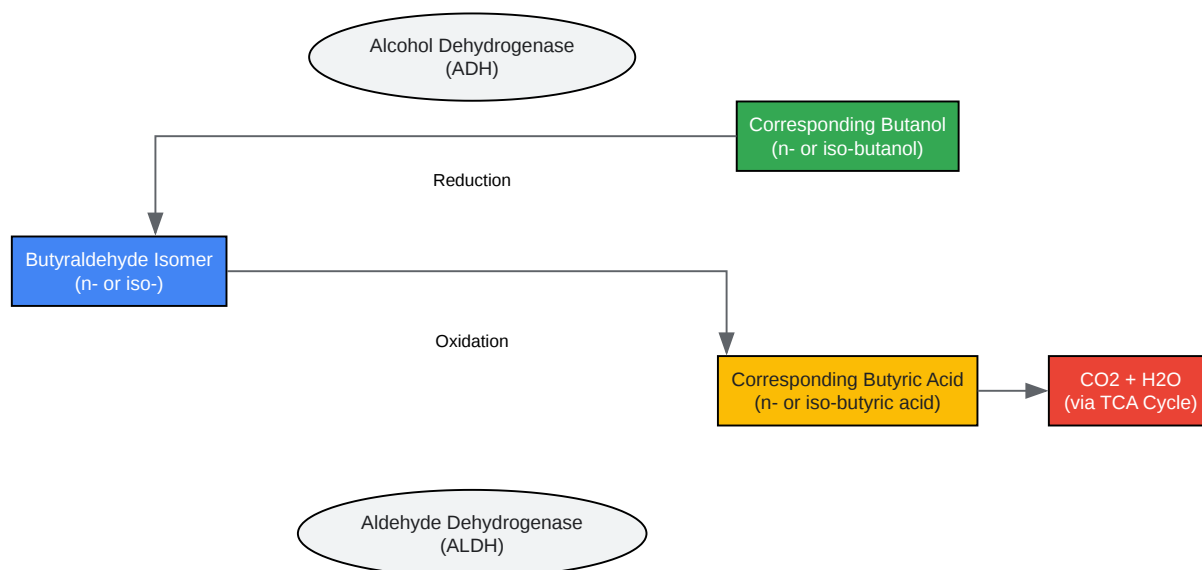 Alcohol Dehydrogenase
(ADH)
Corresponding Butanol
(n- or iso-butanol)
Reduction
Butyraldehyde Isomer
(n- or iso-)
Oxidation
Corresponding Butyric Acid
(n- or iso-butyric acid)
CO2 + H2O
(via TCA Cycle)
Aldehyde Dehydrogenase
(ALDH)